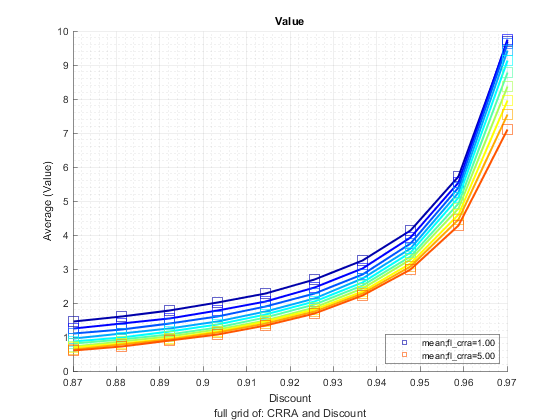 Value
Average (Value)
10
9
8
7
6
5
4
3
2
1
0
0.87 0.88 0.89 0.9 0.91 0.92 0.93 0.94 0.95 0.96 0.97
mean;fl_crra=1.00
mean;fl_crra=5.00
Discount
full grid of: CRRA and Discount